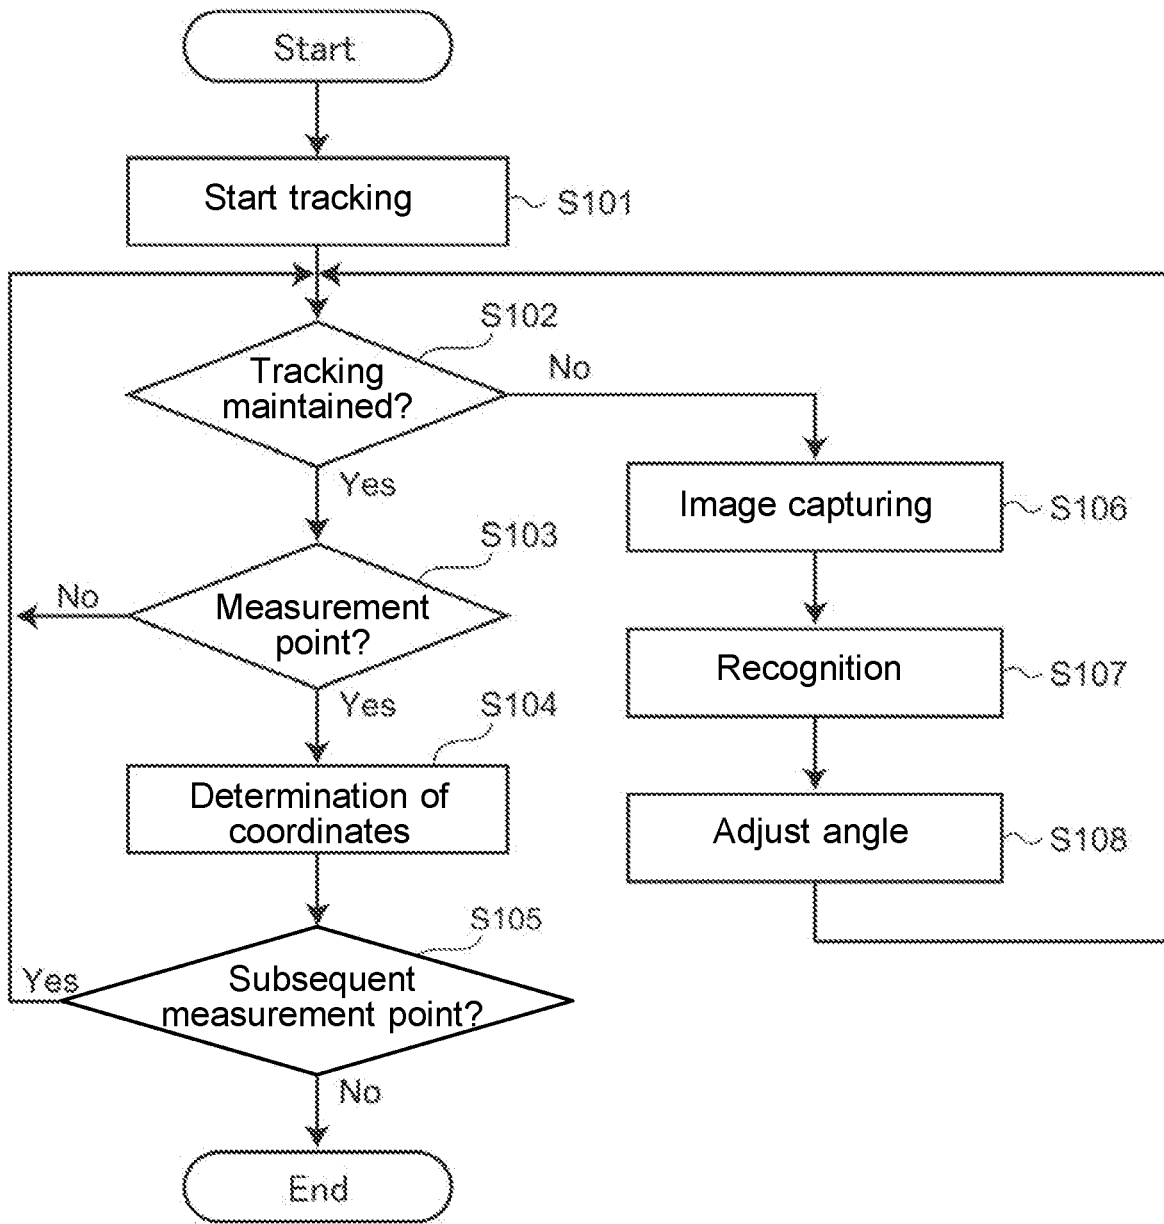 Start
Start tracking
S101
S102
Tracking
maintained?
No
Yes
Image capturing
S106
S103
Measurement
point?
No
Yes
Recognition
S107
S104
Determination of
coordinates
Adjust angle
S108
S105
Subsequent
measurement point?
Yes
No
End